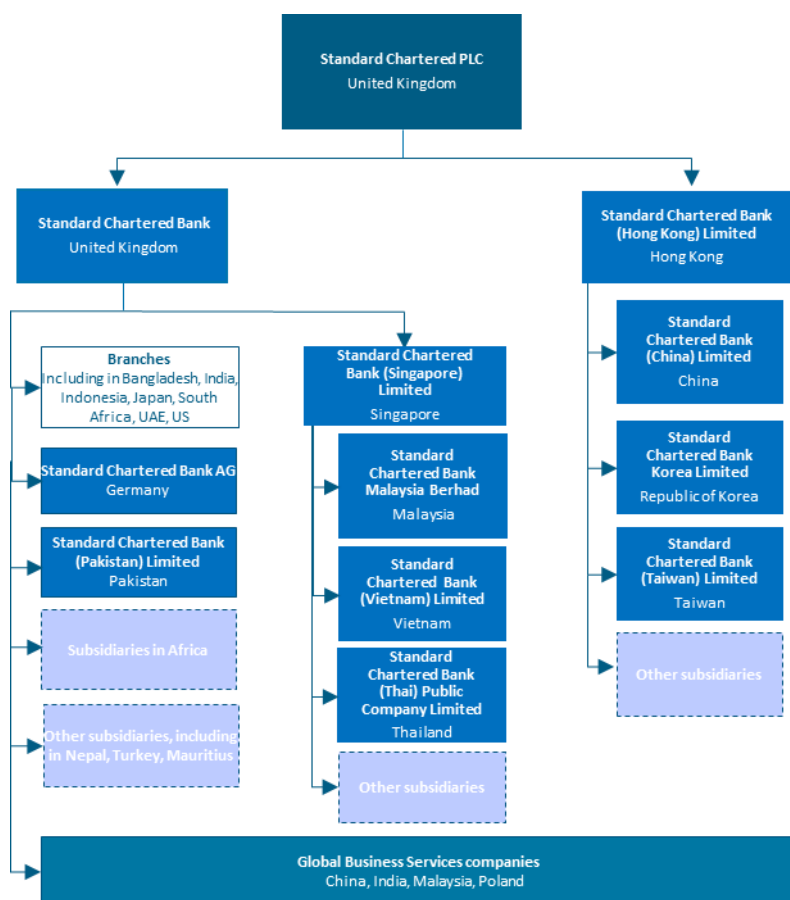 Standard Chartered PLC
United Kingdom
Standard Chartered Bank
United Kingdom
Standard Chartered Bank
(Hong Kong) Limited
Hong Kong
Branches
Including in Bangladesh, India,
Indonesia, Japan, South
Africa, UAE, US
Standard Chartered Bank AG
Germany
Standard Chartered Bank
(Pakistan) Limited
Pakistan
Subsidiaries in Africa
Other subsidiaries, including
in Nepal, Turkey, Mauritius
Standard Chartered
Bank (Singapore)
Limited
Singapore
Standard
Chartered Bank
Malaysia Berhad
Malaysia
Standard
Chartered Bank
(Vietnam) Limited
Vietnam
Standard
Chartered Bank
(Thai) Public
Company Limited
Thailand
Other subsidiaries
Standard
Chartered Bank
(China) Limited
China
Standard
Chartered Bank
Korea Limited
Republic of Korea
Standard
Chartered Bank
(Taiwan) Limited
Taiwan
Other subsidiaries
Global Business Services companies
China, India, Malaysia, Poland